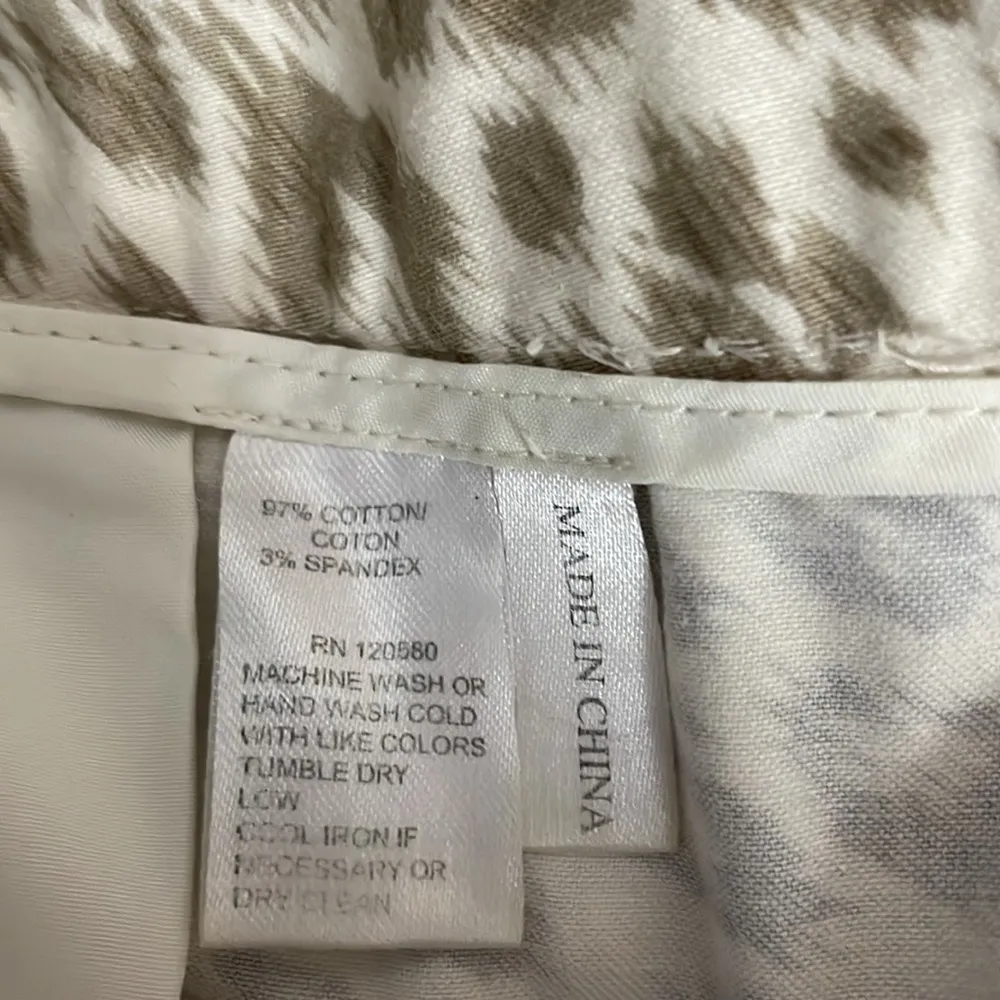 97% COTTON/
COTON
3% SPANDEX
RN 120580
MACHINE WASH OR
HAND WASH COLD
WITH LIKE COLORS
TUMBLE DRY
LOW
COOL IRON IF
NECESSARY OR
DRY CLEAN
MADE IN CHINA